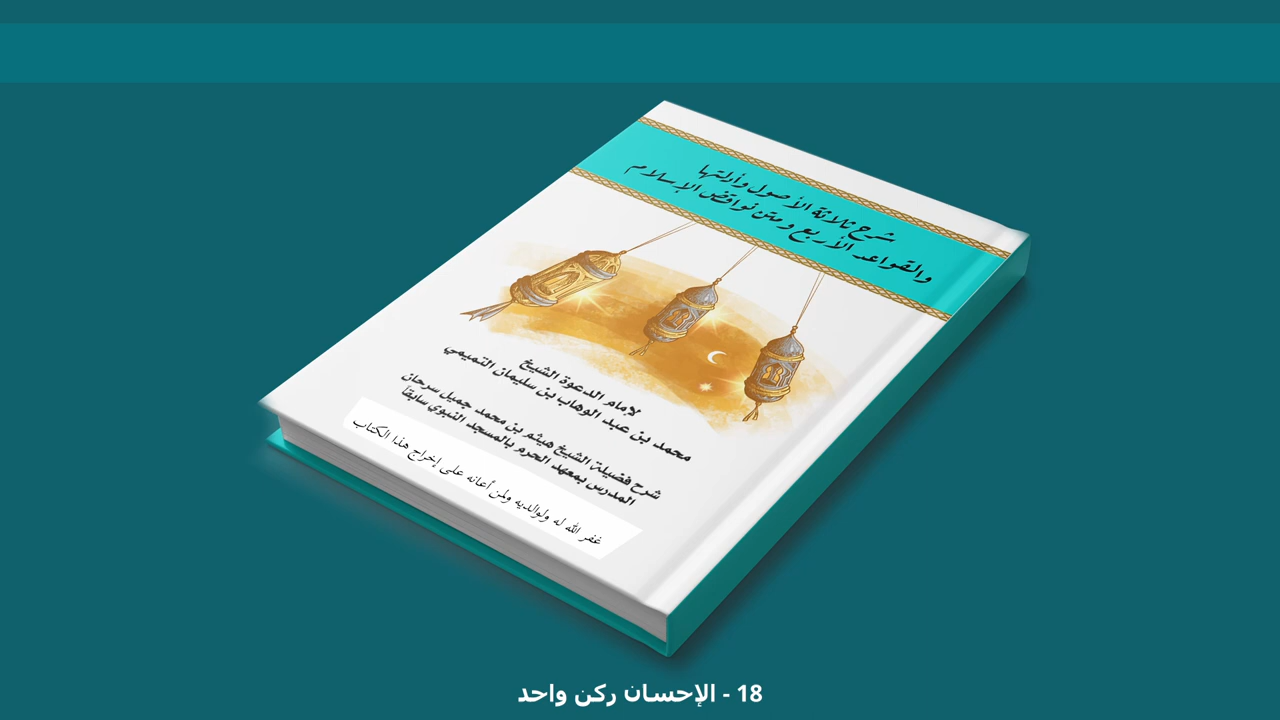 شرح ثلاثة الأصول وأدلتها
والقواعد الأربع ومتن نواقض الإسلام
لإمام الدعوة الشيخ
محمد بن عبد الوهاب بن سليمان التميمي
شرح فضيلة الشيخ هيثم بن محمد جميل سرحان
المدرس بمعهد الحرم بالمسجد النبوي سابقاً
غفر الله له ولوالديه ولمن أعانه على إخراج هذا الكتاب
18 - الإحسان ركن واحد